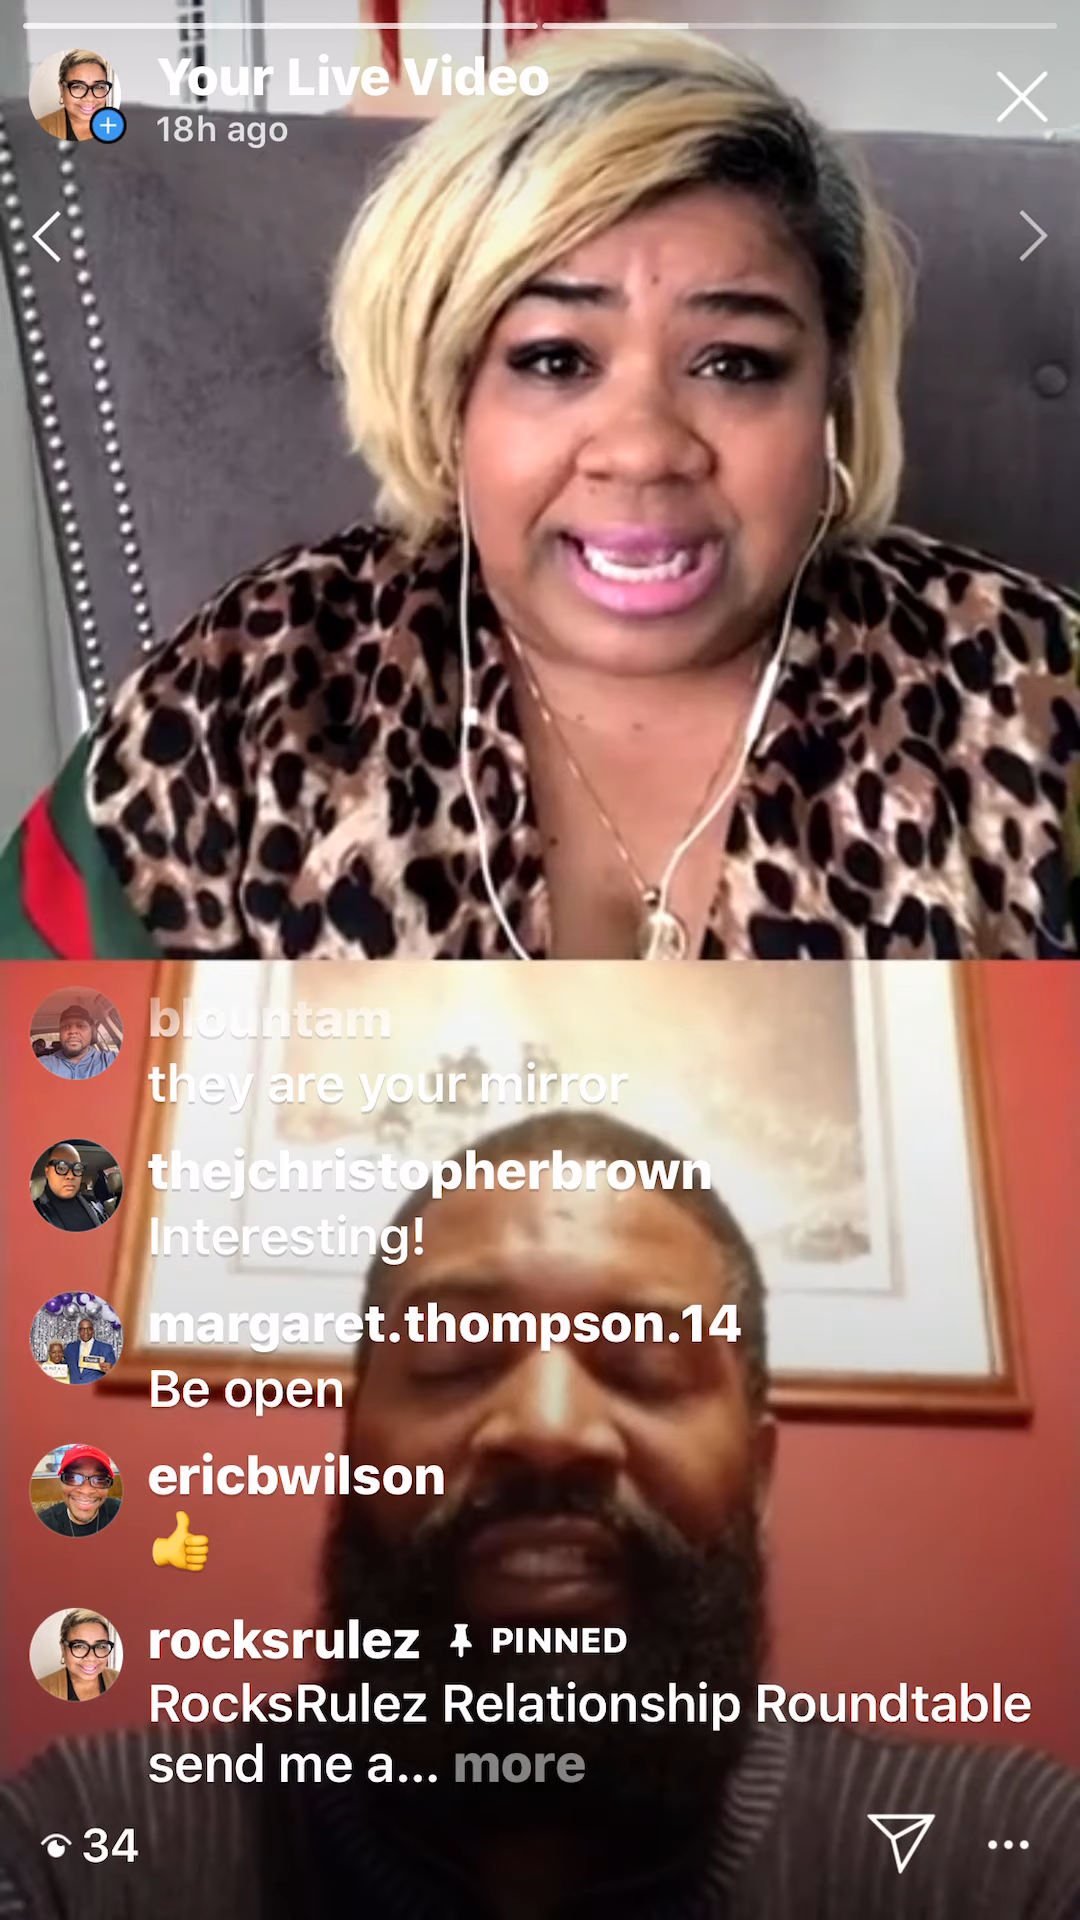 Your Live Video
18h ago
blountam
they are your mirror
thejchristopherbrown
Interesting!
margaret.thompson.14
Be open
ericbwilson
👍
rocksrulez PINNED
RocksRulez Relationship Roundtable
send me a... more
34